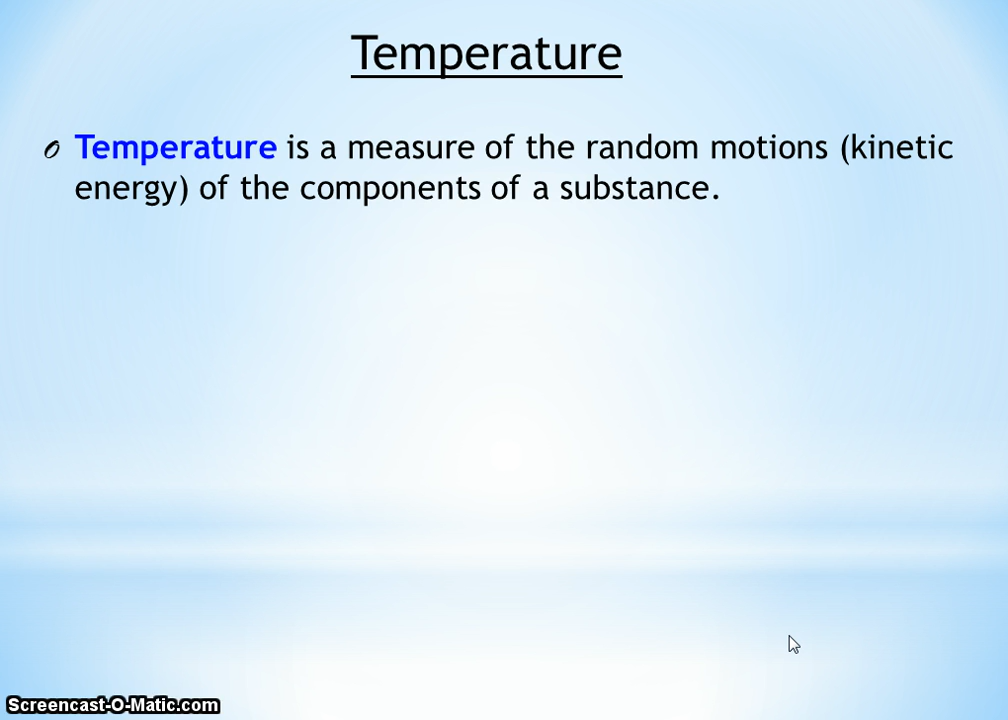 Temperature
Temperature is a measure of the random motions (kinetic
energy) of the components of a substance.
Screencast-O-Matic.com